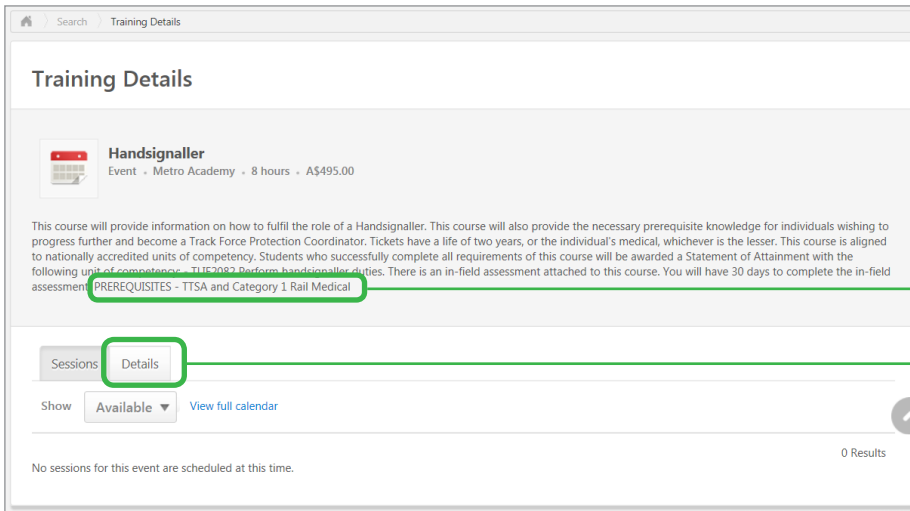 Search Training Details
Training Details
Handsignaller
Event • Metro Academy • 8 hours • A$495.00
This course will provide information on how to fulfil the role of a Handsignaller. This course will also provide the necessary prerequisite knowledge for individuals wishing to
progress further and become a Track Force Protection Coordinator. Tickets have a life of two years, or the individual's medical, whichever is the lesser. This course is aligned
to nationally accredited units of competency. Students who successfully complete all requirements of this course will be awarded a Statement of Attainment with the
following unit of competency: - Perform handsignaller duties. There is an in-field assessment attached to this course. You will have 30 days to complete the in-field
assessment PREREQUISITES - TTSA and Category 1 Rail Medical
Sessions Details
Show Available View full calendar
0 Results
No sessions for this event are scheduled at this time.